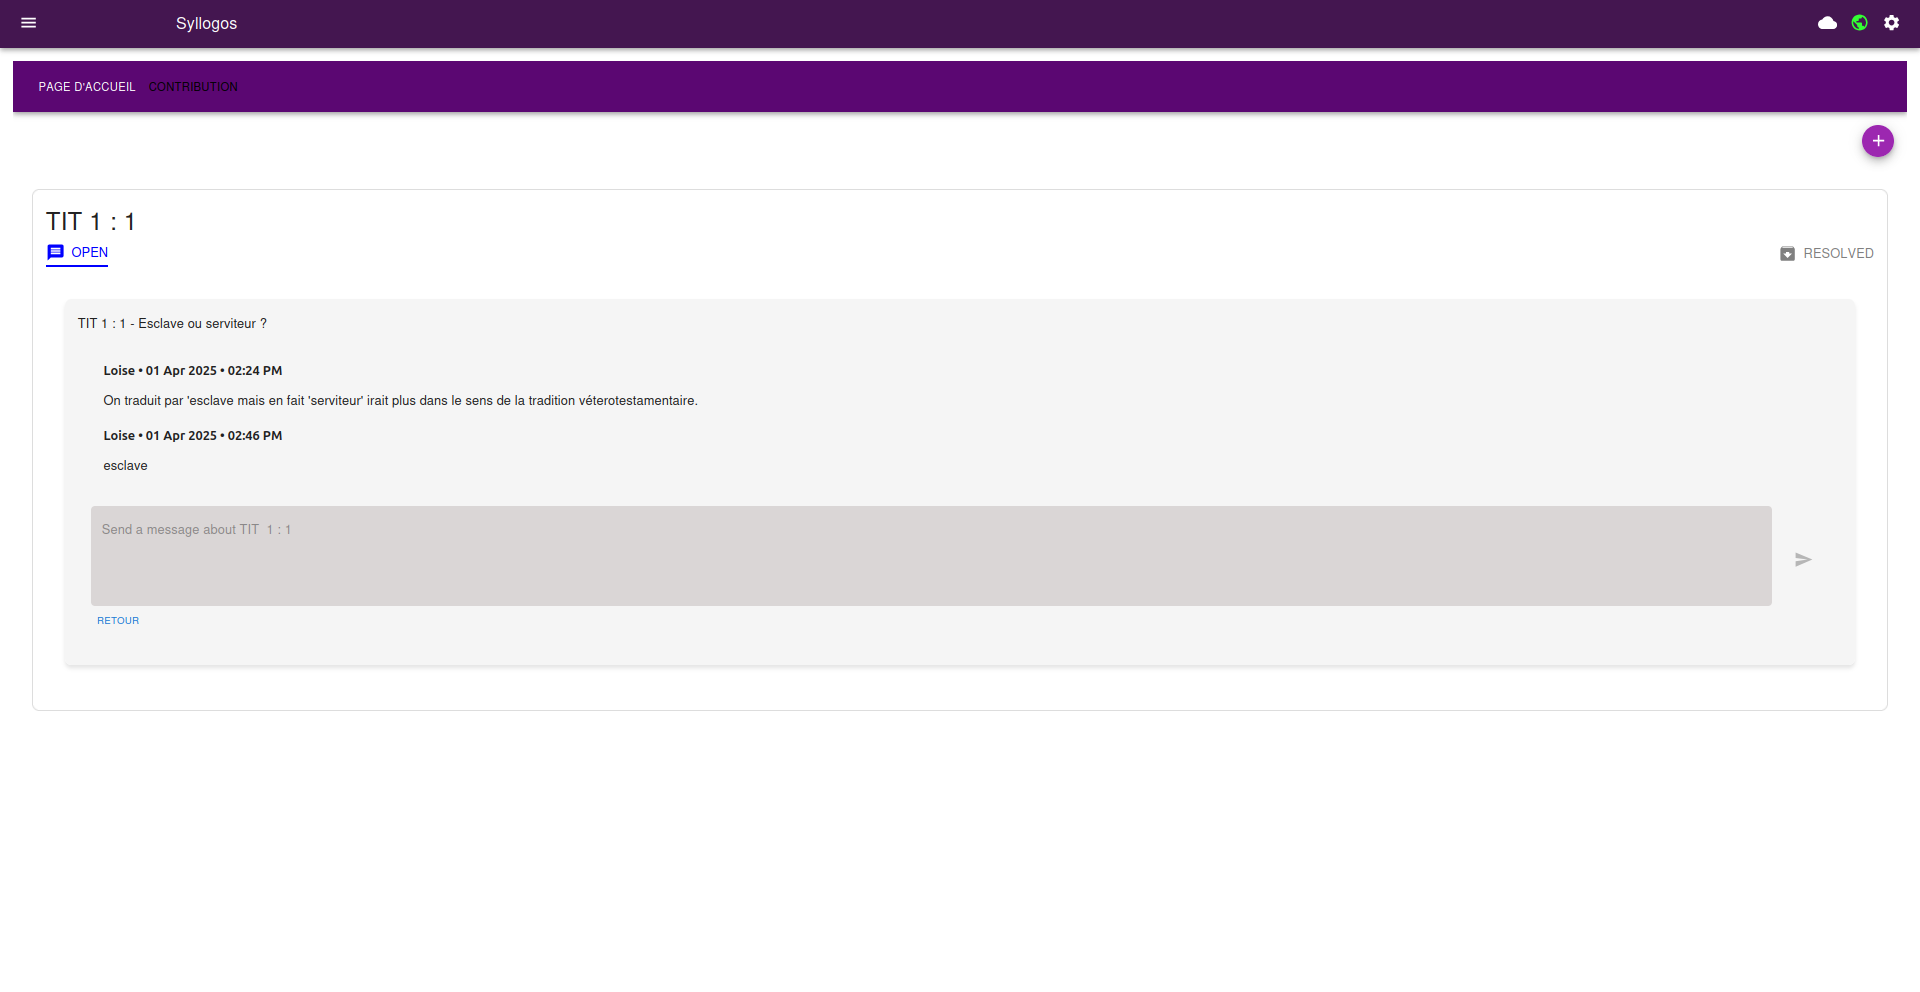 Syllogos
PAGE D'ACCUEIL CONTRIBUTION
TIT 1 : 1
OPEN
RESOLVED
TIT 1 : 1 - Esclave ou serviteur ?
Loise • 01 Apr 2025 • 02:24 PM
On traduit par 'esclave mais en fait 'serviteur' irait plus dans le sens de la tradition véterotestamentaire.
Loise • 01 Apr 2025 • 02:46 PM
esclave
Send a message about TIT  1 : 1
RETOUR